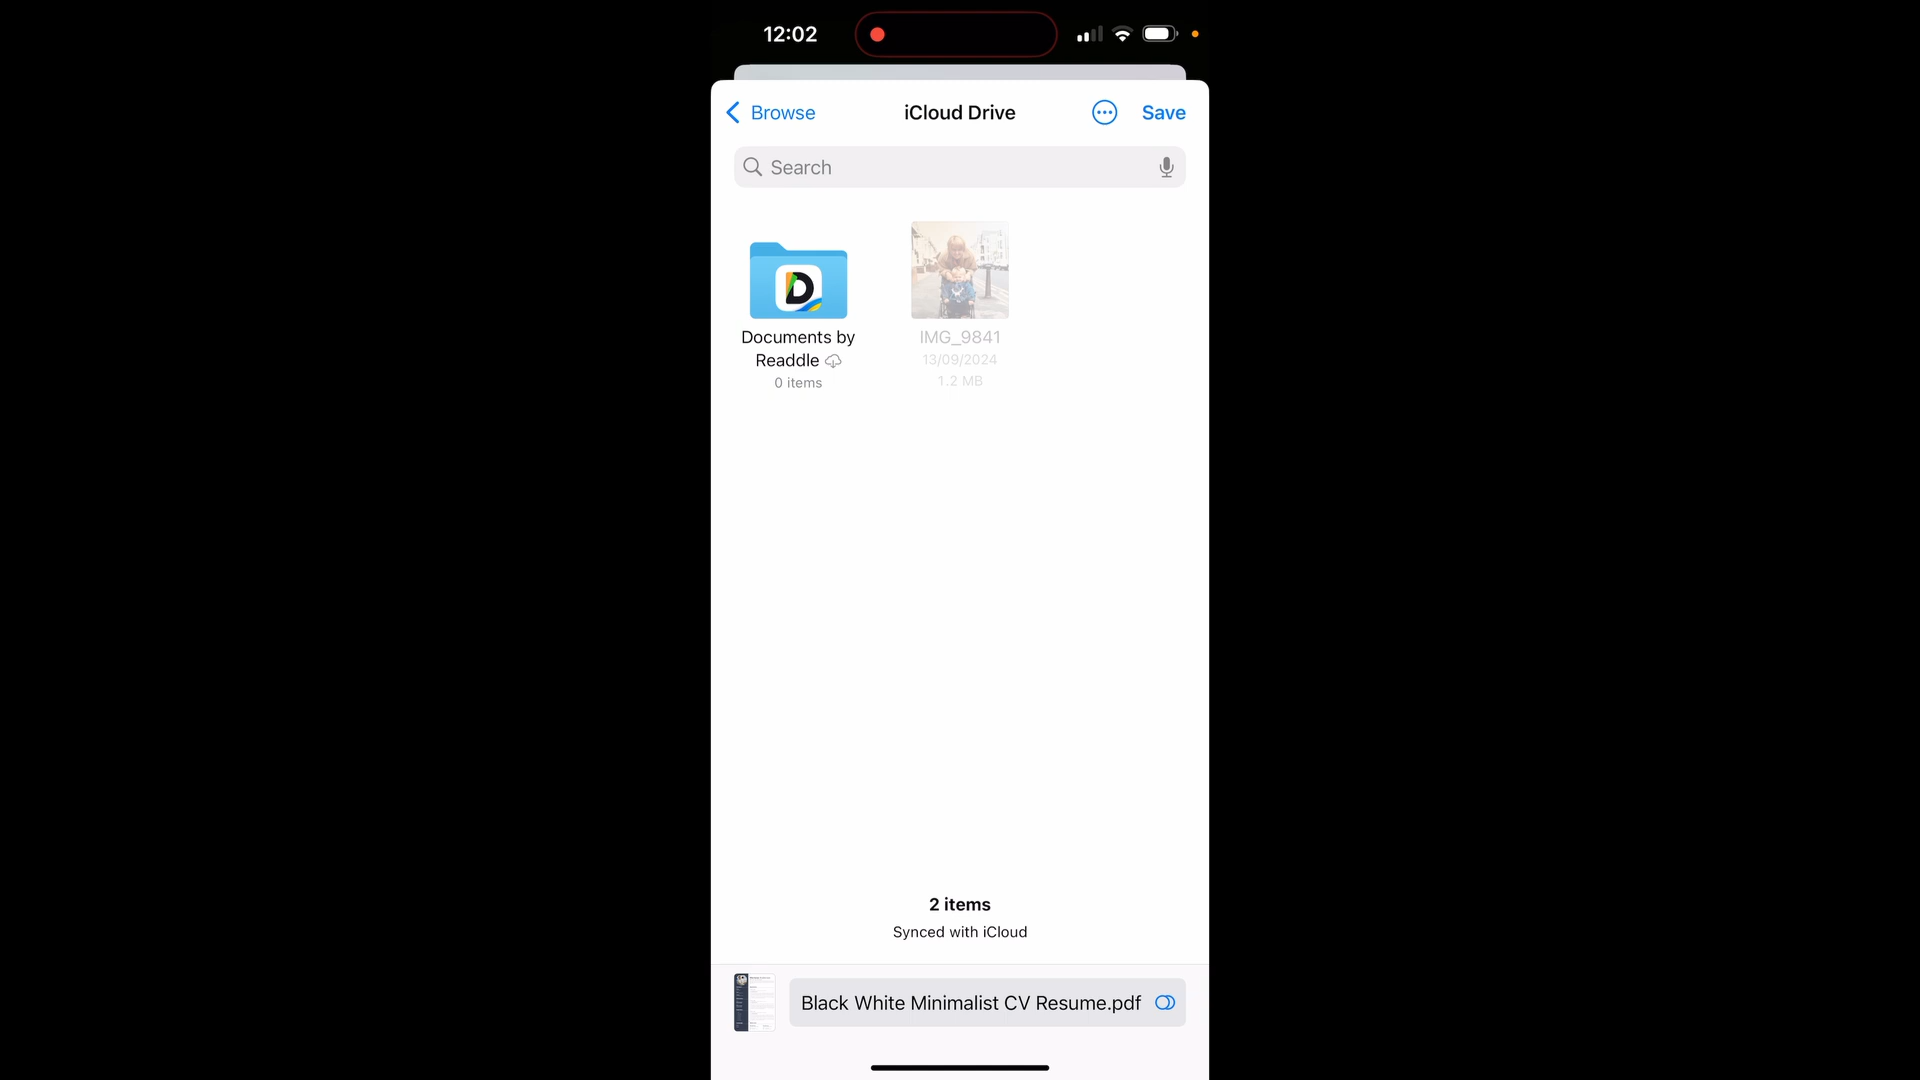 12:02
Browse
iCloud Drive
Save
Search
Documents by
Readdle
0 items
IMG_9841
13/09/2024
1.2 MB
2 items
Synced with iCloud
Black White Minimalist CV Resume.pdf